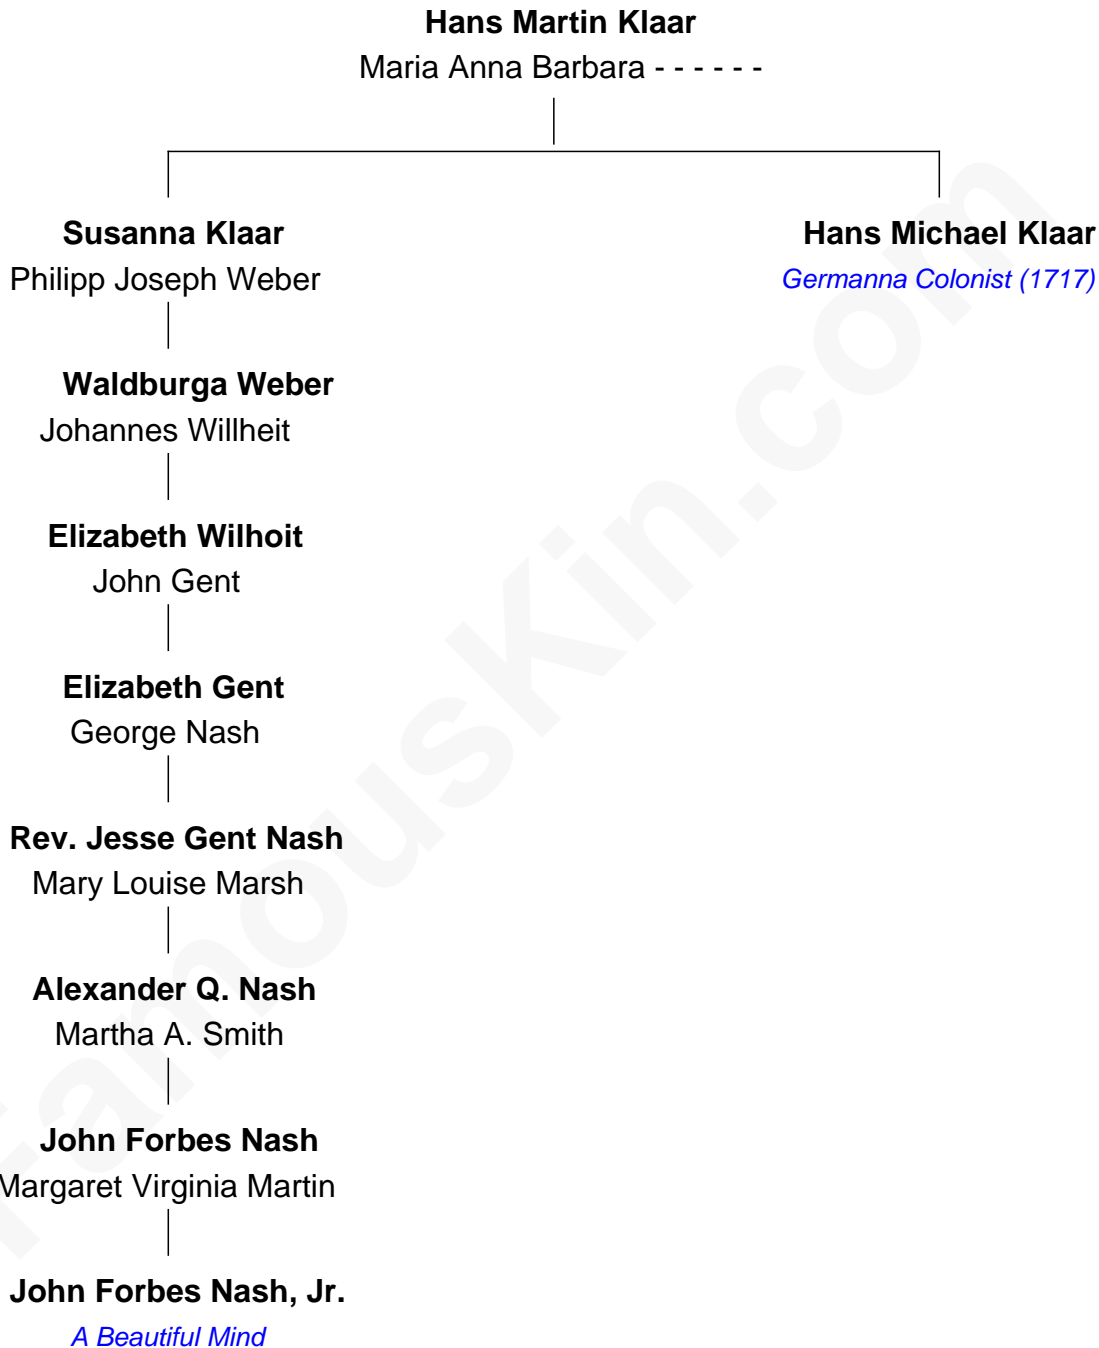 Hans Martin Klaar
Maria Anna Barbara - - - - - -
Susanna Klaar
Philipp Joseph Weber
Hans Michael Klaar
Germanna Colonist (1717)
Waldburga Weber
Johannes Willheit
Elizabeth Wilhoit
John Gent
Elizabeth Gent
George Nash
Rev. Jesse Gent Nash
Mary Louise Marsh
Alexander Q. Nash
Martha A. Smith
John Forbes Nash
Margaret Virginia Martin
John Forbes Nash, Jr.
A Beautiful Mind
FamousKin.com